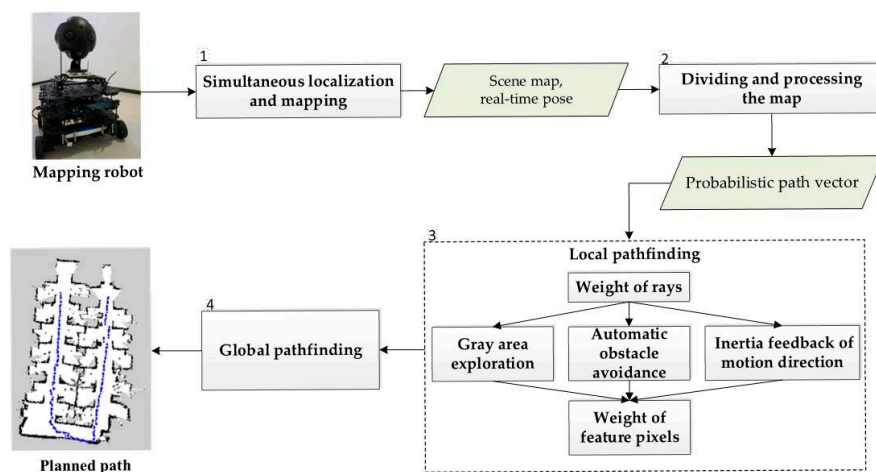 1
Simultaneous localization
and mapping
Scene map,
real-time pose
2
Dividing and processing
the map
Mapping robot
Probabilistic path vector
3
Local pathfinding
Weight of rays
Gray area
exploration
Automatic
obstacle
avoidance
Inertia feedback of
motion direction
Weight of
feature pixels
4
Global pathfinding
Planned path